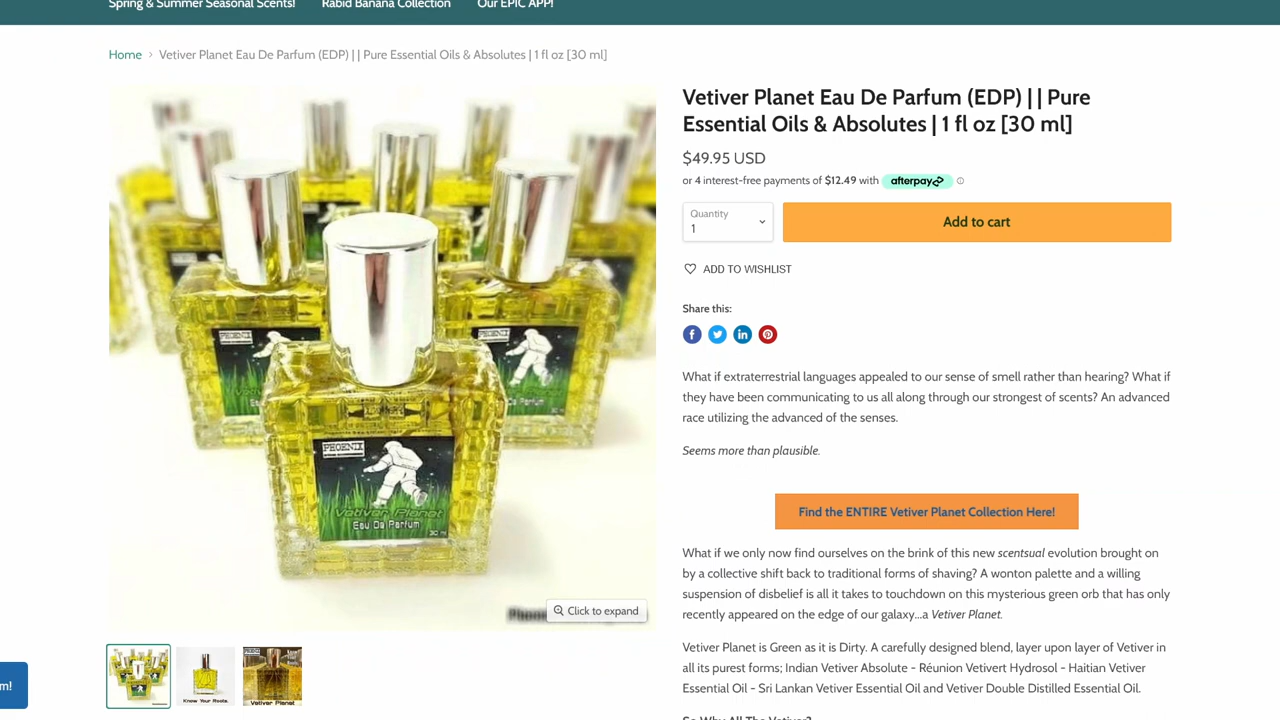 Spring & Summer Seasonal Scents! Rabid Banana Collection Our EPIC APP!
Home > Vetiver Planet Eau De Parfum (EDP) | | Pure Essential Oils & Absolutes | 1 fl oz [30 ml]
Vetiver Planet Eau De Parfum (EDP) | | Pure
Essential Oils & Absolutes | 1 fl oz [30 ml]
$49.95 USD
or 4 interest-free payments of $12.49 with afterpay
Quantity
1
Add to cart
ADD TO WISHLIST
Share this:
What if extraterrestrial languages appealed to our sense of smell rather than hearing? What if
they have been communicating to us all along through our strongest of scents? An advanced
race utilizing the advanced of the senses.
Seems more than plausible.
Find the ENTIRE Vetiver Planet Collection Here!
What if we only now find ourselves on the brink of this new scentsual evolution brought on
by a collective shift back to traditional forms of shaving? A wonton palette and a willing
suspension of disbelief is all it takes to touchdown on this mysterious green orb that has only
recently appeared on the edge of our galaxy...a Vetiver Planet.
Vetiver Planet is Green as it is Dirty. A carefully designed blend, layer upon layer of Vetiver in
all its purest forms; Indian Vetiver Absolute - Réunion Vetivert Hydrosol - Haitian Vetiver
Essential Oil - Sri Lankan Vetiver Essential Oil and Vetiver Double Distilled Essential Oil.
So Why All The Vetiver?
PHOENIX
Vetiver Planet
Eau De Parfum
30 ml
PHOENIX
PHOENIX
Click to expand
Know Your Roots.
Vetiver Planet
m!